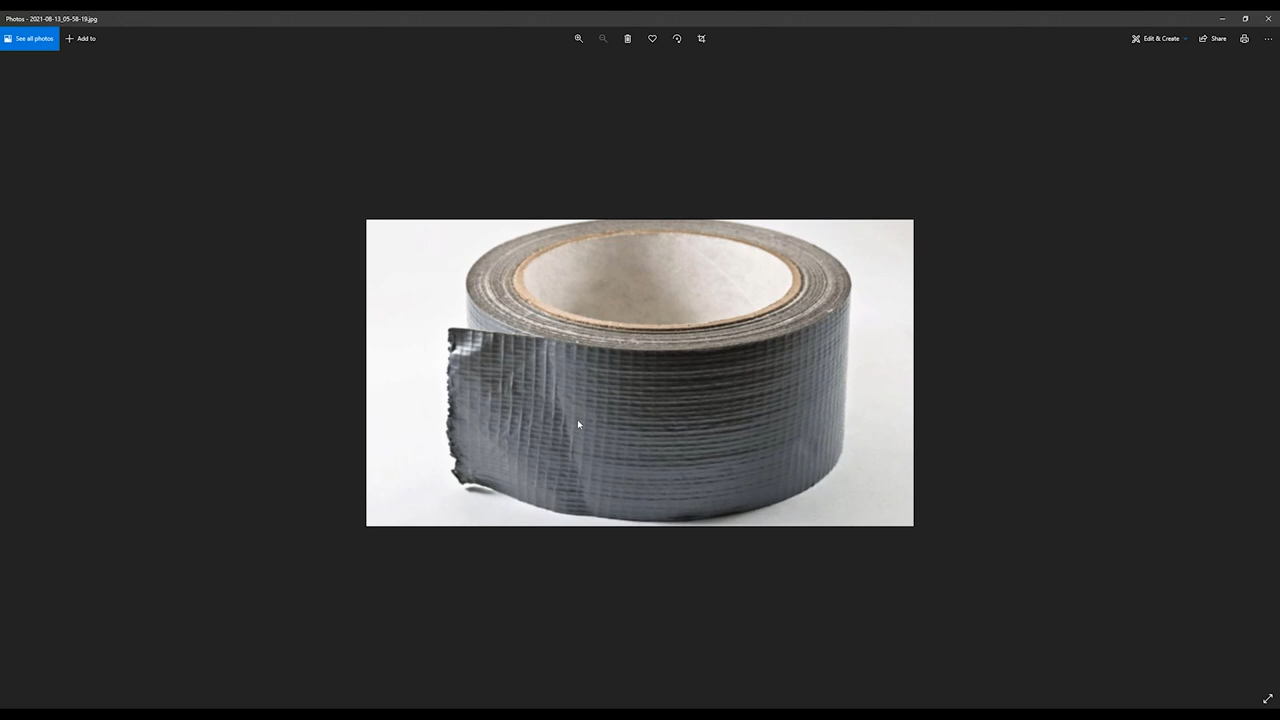 Photos - 2021-08-13_05-58-19.jpg
See all photos
Add to
Edit & Create
Share